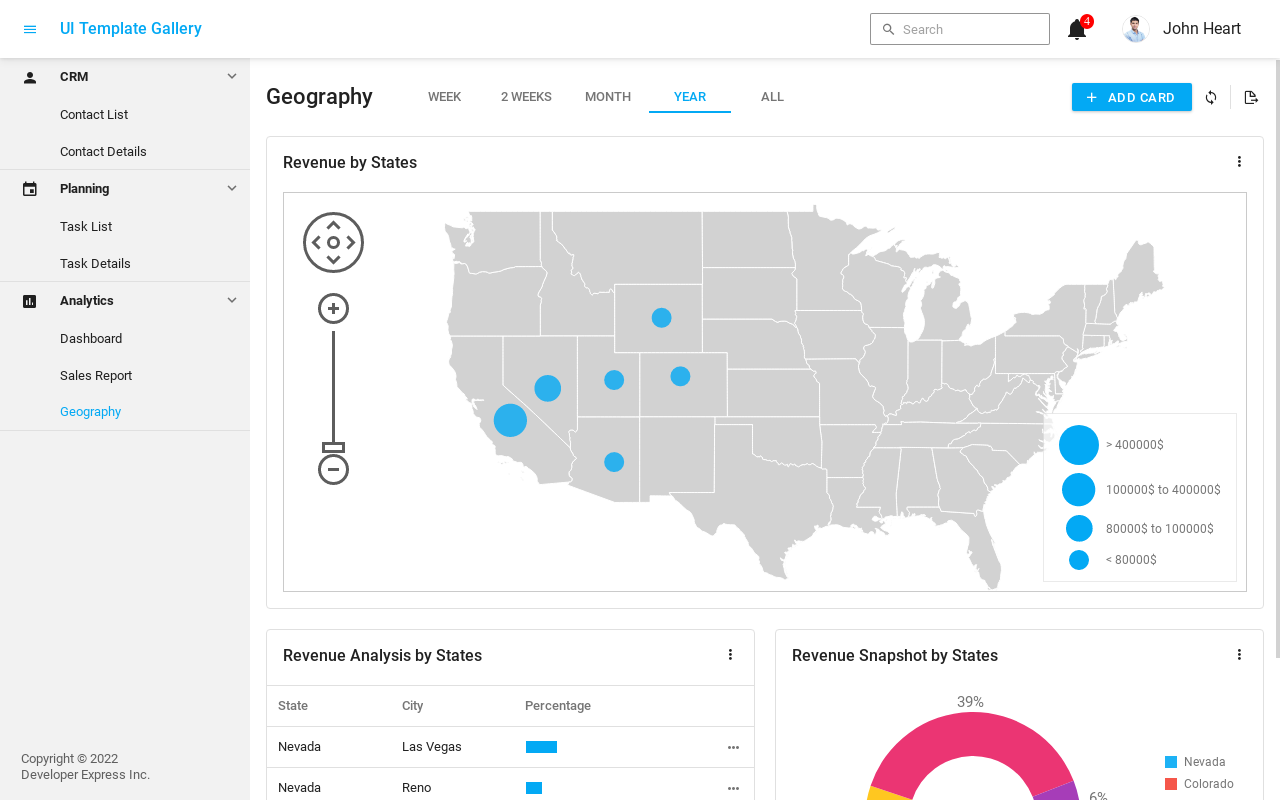 UI Template Gallery
Search
4
John Heart
CRM
Contact List
Contact Details
Planning
Task List
Task Details
Analytics
Dashboard
Sales Report
Geography
Copyright © 2022
Developer Express Inc.
Geography
WEEK
2 WEEKS
MONTH
YEAR
ALL
ADD CARD
Revenue by States
> 400000$
100000$ to 400000$
80000$ to 100000$
< 80000$
Revenue Analysis by States
State City Percentage
Nevada Las Vegas
Nevada Reno
Revenue Snapshot by States
39%
6%
Nevada
Colorado